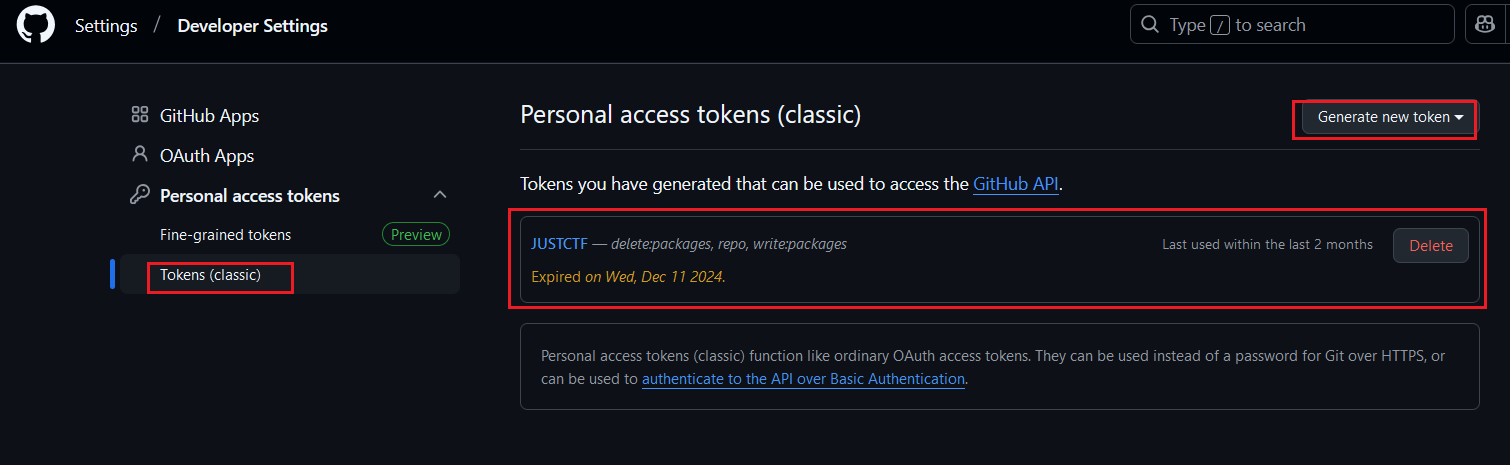 Settings / Developer Settings
Type / to search
GitHub Apps
OAuth Apps
Personal access tokens
Fine-grained tokens Preview
Tokens (classic)
Personal access tokens (classic)
Generate new token
Tokens you have generated that can be used to access the GitHub API.
JUSTCTF — delete:packages, repo, write:packages
Last used within the last 2 months
Delete
Expired on Wed, Dec 11 2024.
Personal access tokens (classic) function like ordinary OAuth access tokens. They can be used instead of a password for Git over HTTPS, or
can be used to authenticate to the API over Basic Authentication.